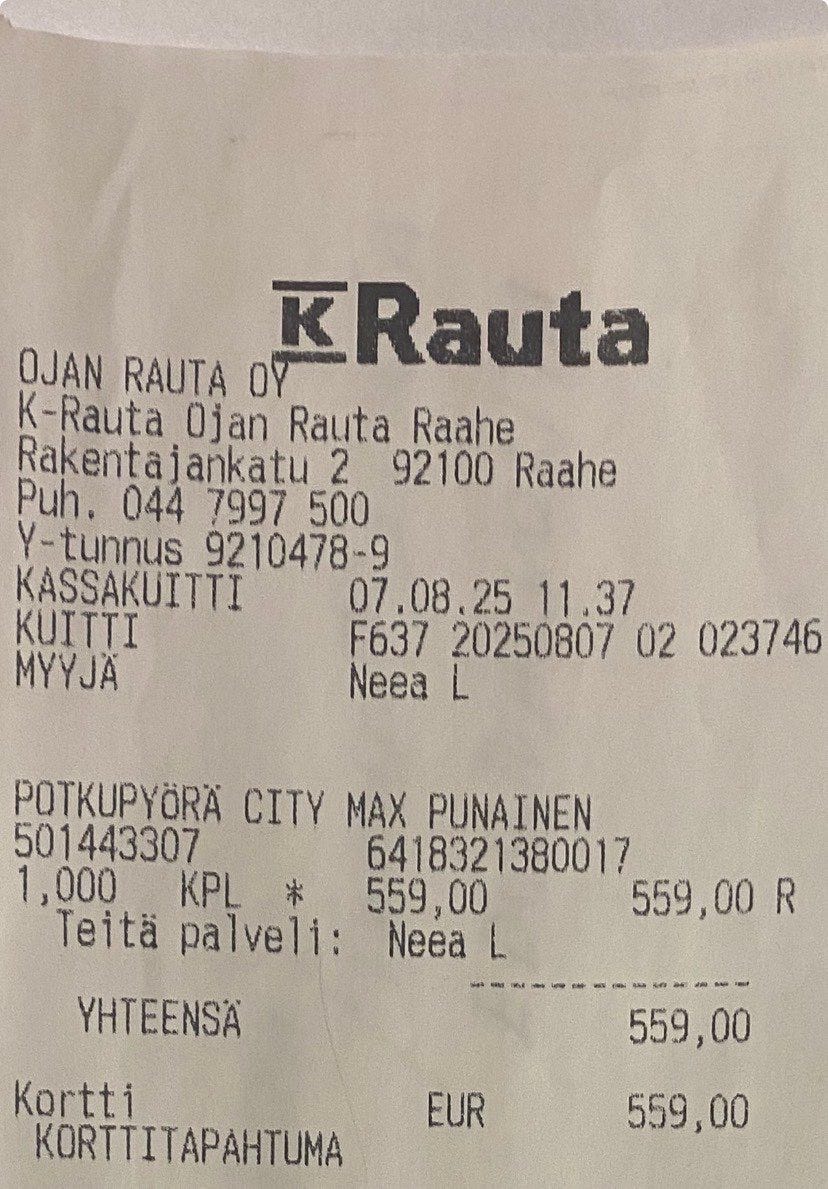 K Rauta
OJAN RAUTA OY
K-Rauta Ojan Rauta Raahe
Rakentajankatu 2 92100 Raahe
Puh. 044 7997 500
Y-tunnus 9210478-9
KASSAKUITTI 07.08.25 11.37
KUITTI F637 20250807 02 023746
MYYJÄ Neea L
POTKUPYÖRÄ CITY MAX PUNAINEN
501443307 6418321380017
1,000 KPL * 559,00 559,00 R
Teitä palveli: Neea L
--------------
YHTEENSÄ 559,00
Kortti EUR 559,00
KORTTITAPAHTUMA